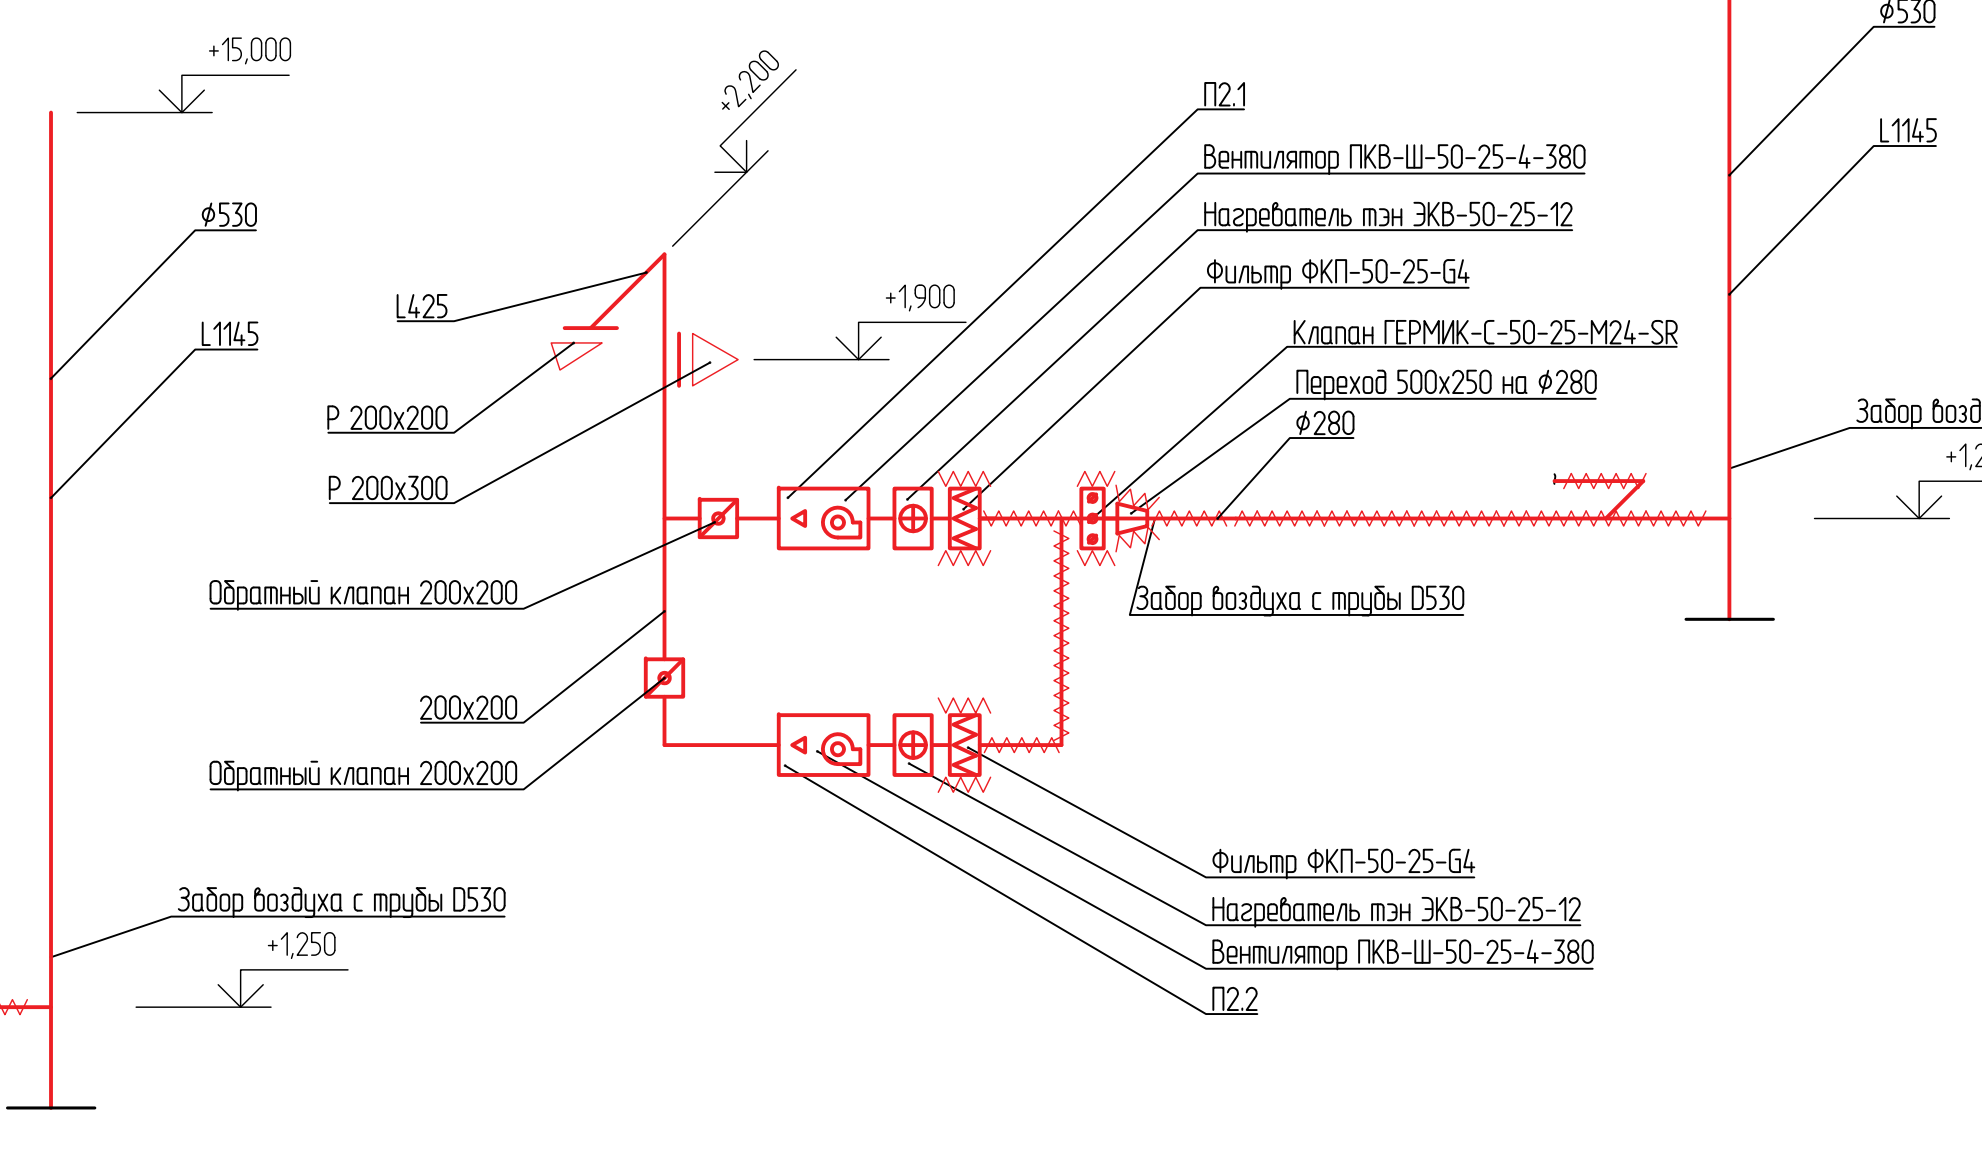 +15,000
ϕ530
L1145
Забор воздуха с трубы D530
+1,250
+2,200
L425
Р 200х200
Р 200х300
+1,900
Обратный клапан 200х200
200х200
Обратный клапан 200х200
П2.1
Вентилятор ПКВ-Ш-50-25-4-380
Нагреватель тэн ЭКВ-50-25-12
Фильтр ФКП-50-25-G4
Клапан ГЕРМИК-С-50-25-М24-SR
Переход 500х250 на ϕ280
ϕ280
Забор воздуха с трубы D530
Фильтр ФКП-50-25-G4
Нагреватель тэн ЭКВ-50-25-12
Вентилятор ПКВ-Ш-50-25-4-380
П2.2
ϕ530
L1145
Забор возд
+1,2